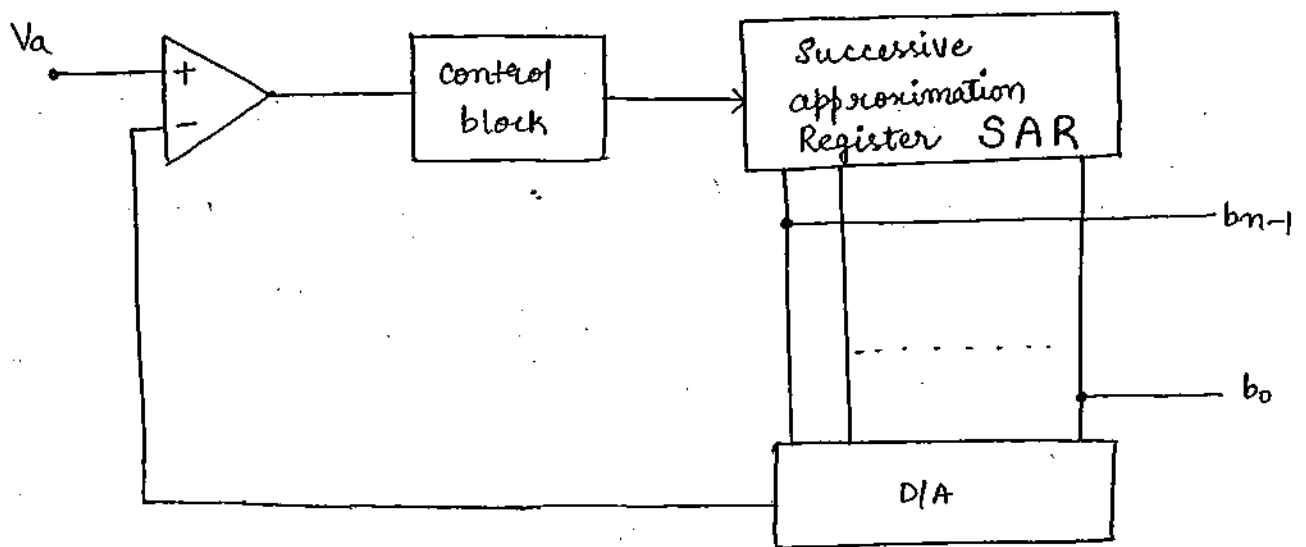 Va
+
-
control
block
Successive
approximation
Register SAR
bn-1
b0
D/A